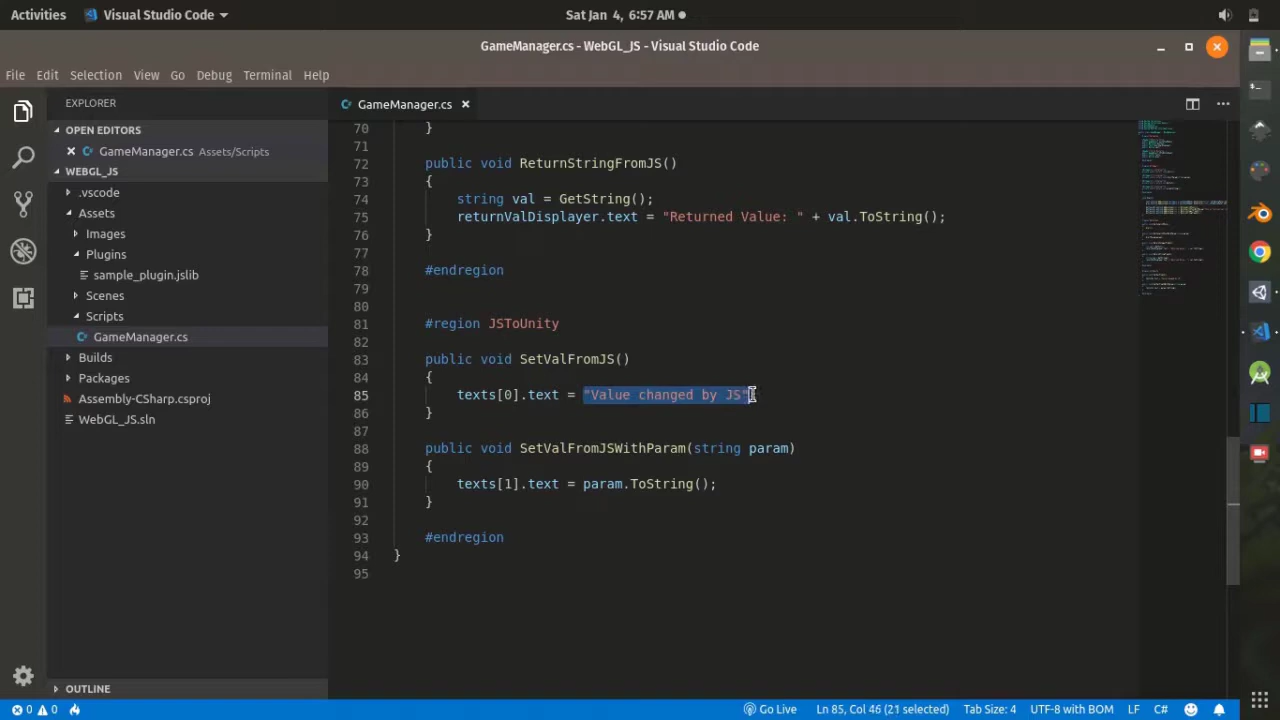 Activities
Visual Studio Code
Sat Jan 4, 6:57 AM
GameManager.cs - WebGL_JS - Visual Studio Code
File Edit Selection View Go Debug Terminal Help
EXPLORER
OPEN EDITORS
GameManager.cs Assets/Scripts
WEBGL_JS
.vscode
Assets
Images
Plugins
sample_plugin.jslib
Scenes
Scripts
GameManager.cs
Builds
Packages
Assembly-CSharp.csproj
WebGL_JS.sln
OUTLINE
GameManager.cs
70 }
71
72 public void ReturnStringFromJS()
73 {
74 string val = GetString();
75 returnValDisplayer.text = "Returned Value: " + val.ToString();
76 }
77
78 #endregion
79
80
81 #region JSToUnity
82
83 public void SetValFromJS()
84 {
85 texts[0].text = "Value changed by JS"
86 }
87
88 public void SetValFromJSWithParam(string param)
89 {
90 texts[1].text = param.ToString();
91 }
92
93 #endregion
94 }
95
0 0
Go Live
Ln 85, Col 46 (21 selected)
Tab Size: 4
UTF-8 with BOM
LF
C#